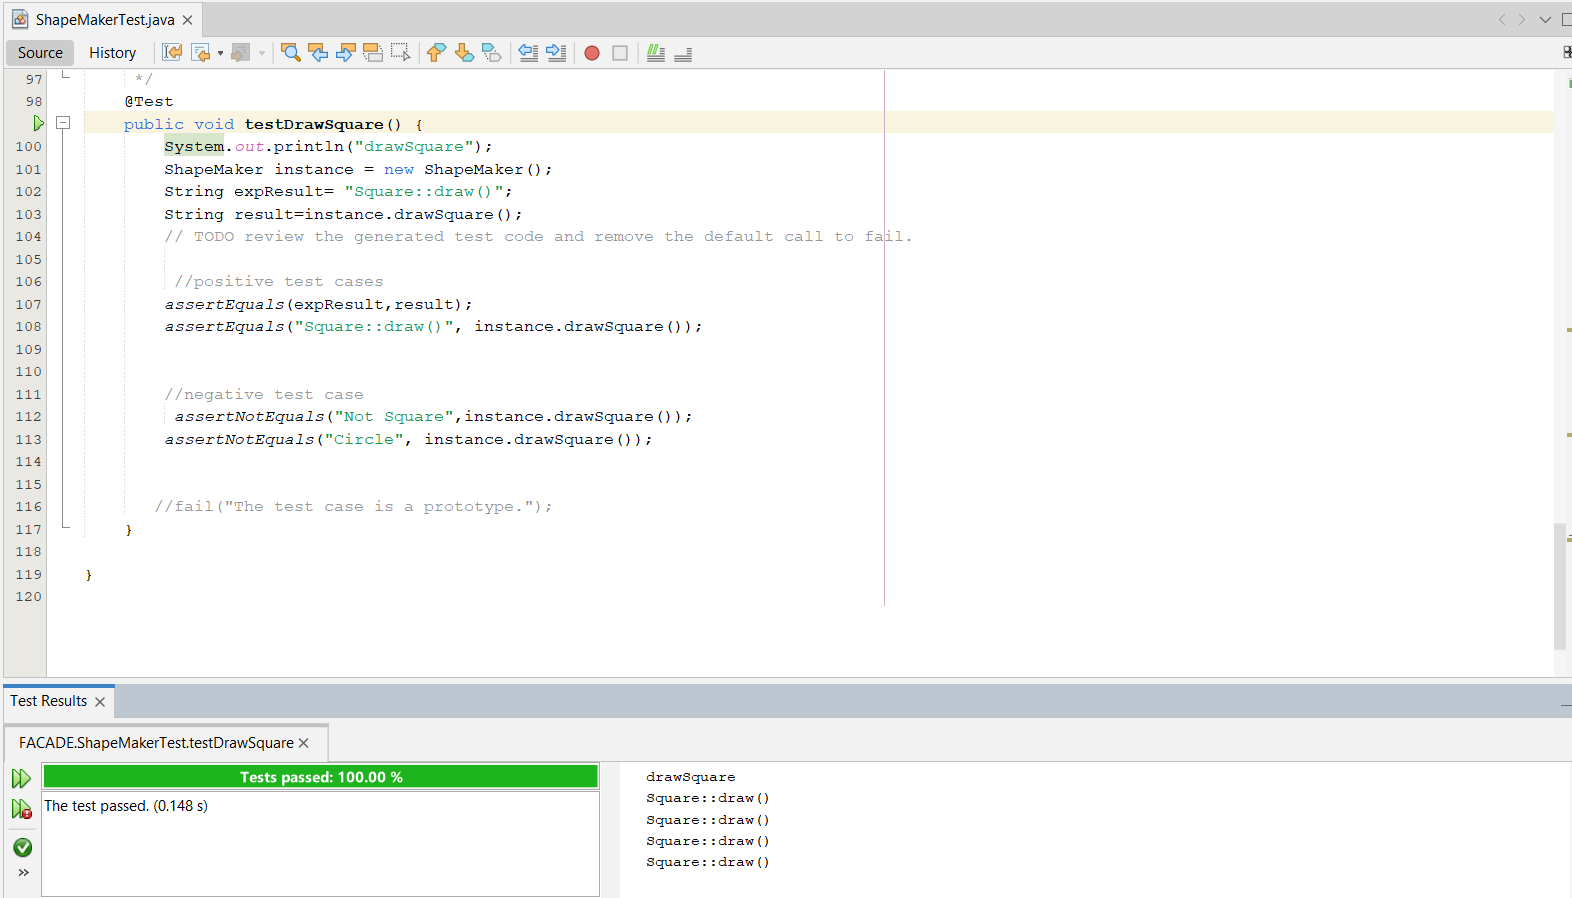 ShapeMakerTest.java
Source History
97 */
98 @Test
public void testDrawSquare() {
100 System.out.println("drawSquare");
101 ShapeMaker instance = new ShapeMaker();
102 String expResult= "Square::draw()";
103 String result=instance.drawSquare();
104 // TODO review the generated test code and remove the default call to fail.
105
106 //positive test cases
107 assertEquals(expResult,result);
108 assertEquals("Square::draw()", instance.drawSquare());
109
110
111 //negative test case
112 assertNotEquals("Not Square",instance.drawSquare());
113 assertNotEquals("Circle", instance.drawSquare());
114
115
116 //fail("The test case is a prototype.");
117 }
118
119 }
120
Test Results
FACADE.ShapeMakerTest.testDrawSquare
Tests passed: 100.00 %
The test passed. (0.148 s)
drawSquare
Square::draw()
Square::draw()
Square::draw()
Square::draw()